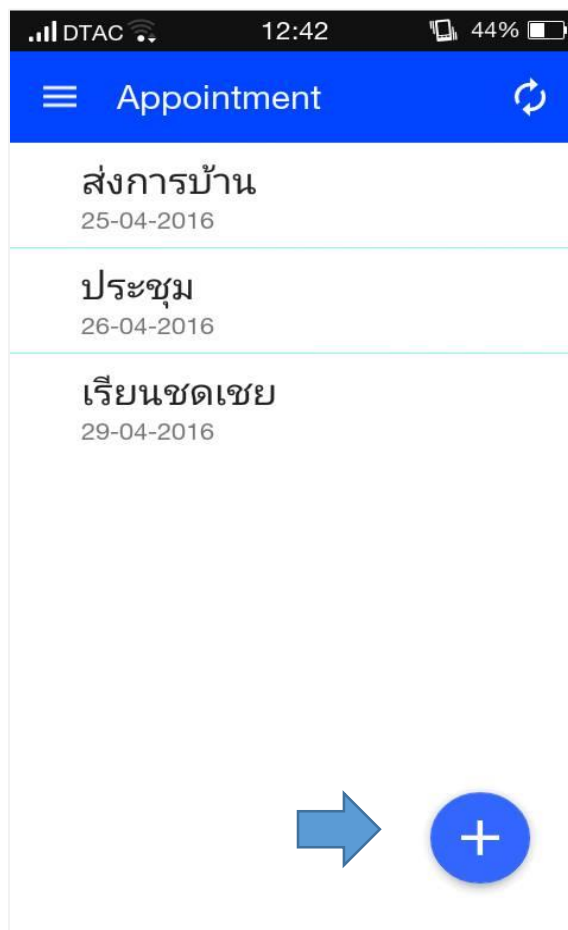 DTAC 12:42 44%
Appointment
ส่งการบ้าน
25-04-2016
ประชุม
26-04-2016
เรียนชดเชย
29-04-2016